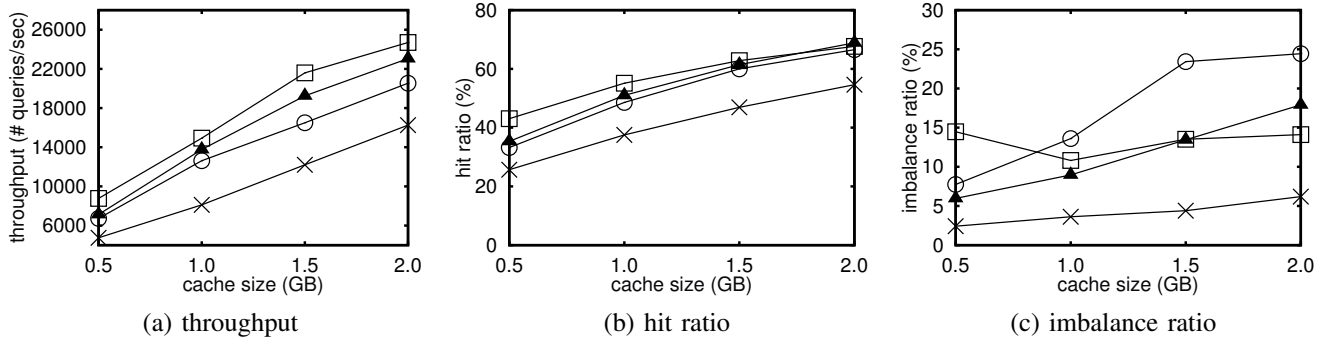 throughput (# queries/sec)
26000
22000
18000
14000
10000
6000
0.5 1.0 1.5 2.0
cache size (GB)
(a) throughput
hit ratio (%)
80
60
40
20
0
0.5 1.0 1.5 2.0
cache size (GB)
(b) hit ratio
imbalance ratio (%)
30
25
20
15
10
5
0
0.5 1.0 1.5 2.0
cache size (GB)
(c) imbalance ratio